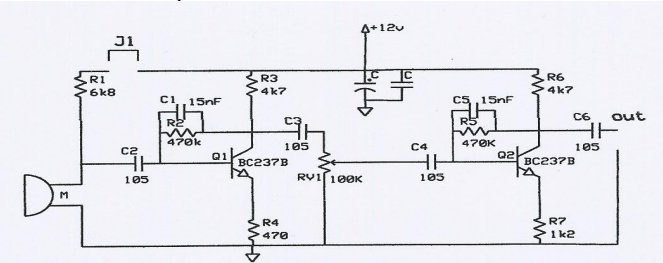 +12v
J1
R1
6k8
C1 15nF
R2
470k
R3
4k7
C3
105
C C
C5 15nF
R5
470K
R6
4k7
C6
105
out
C2
105
Q1
BC237B
RV1 100K
C4
105
Q2
BC237B
M
R4
470
R7
1k2